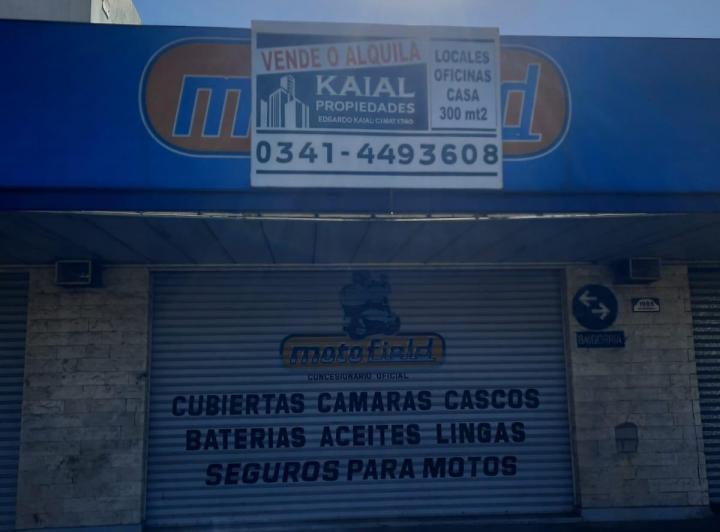 VENDE O ALQUILA
KAIAL
PROPIEDADES
LOCALES
OFICINAS
CASA
300 mt2
0341-4493608
moto field
CONCESIONARIO OFICIAL
CUBIERTAS CAMARAS CASCOS
BATERIAS ACEITES LINGAS
SEGUROS PARA MOTOS
BAIGORRIA